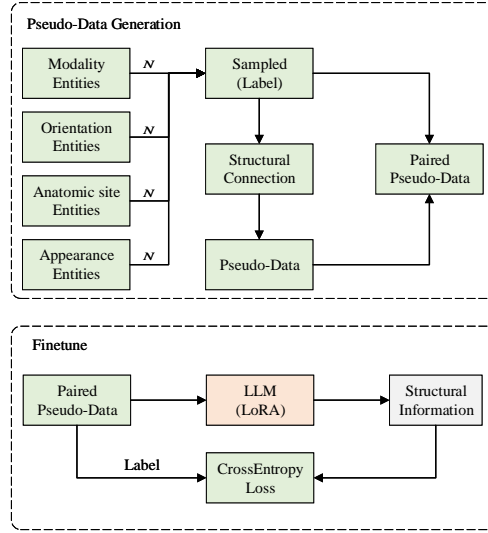 Pseudo-Data Generation
Modality
Entities
N
Sampled
(Label)
Orientation
Entities
N
Structural
Connection
Paired
Pseudo-Data
Anatomic site
Entities
N
Appearance
Entities
N
Pseudo-Data
Finetune
Paired
Pseudo-Data
LLM
(LoRA)
Structural
Information
Label
CrossEntropy
Loss